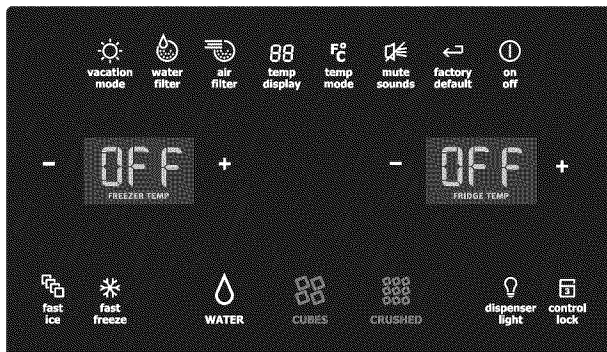 88
F°
C
vacation mode
water filter
air filter
temp display
temp mode
mute sounds
factory default
on off
- OFF +
FREEZER TEMP
- OFF +
FRIDGE TEMP
3
fast ice
fast freeze
WATER
CUBES
CRUSHED
dispenser light
control lock